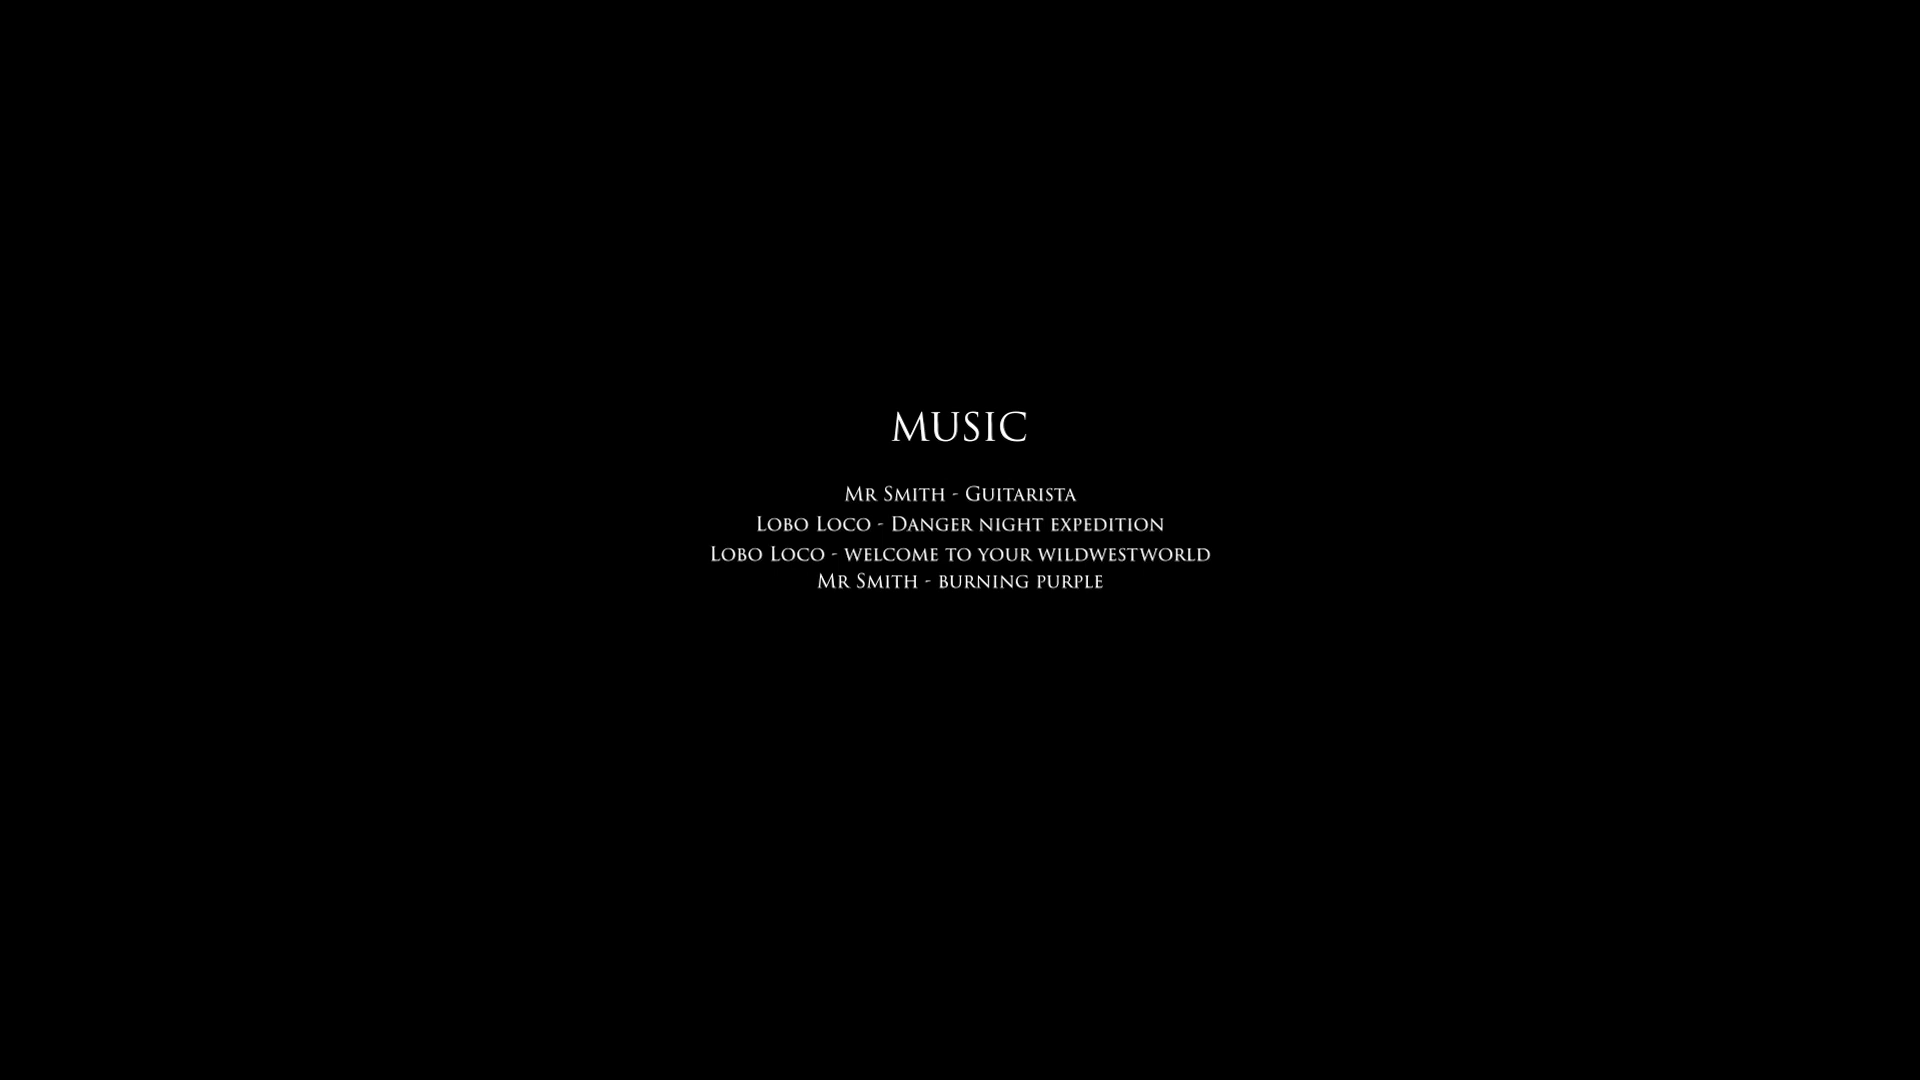 MUSIC
Mr Smith - Guitarista
Lobo Loco - Danger night expedition
Lobo Loco - welcome to your wildwestworld
Mr Smith - burning purple